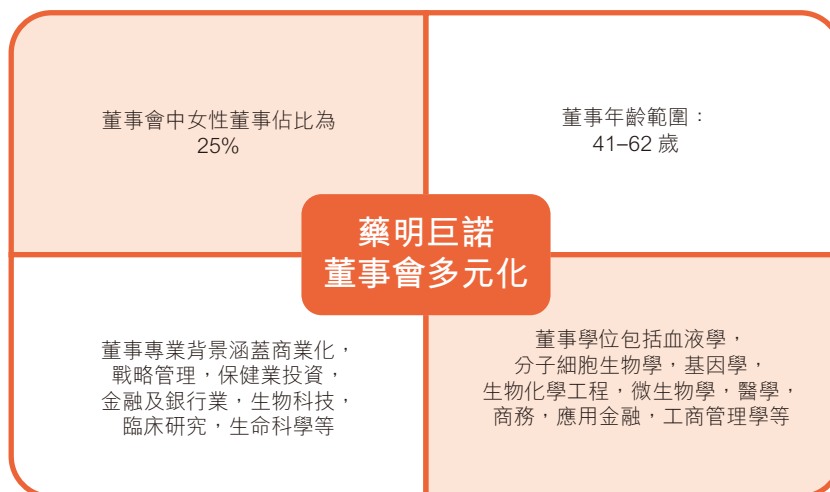 董事會中女性董事佔比為
25%
董事年齡範圍：
41–62 歲
藥明巨諾
董事會多元化
董事專業背景涵蓋商業化，
戰略管理，保健業投資，
金融及銀行業，生物科技，
臨床研究，生命科學等
董事學位包括血液學，
分子細胞生物學，基因學，
生物化學工程，微生物學，醫學，
商務，應用金融，工商管理學等